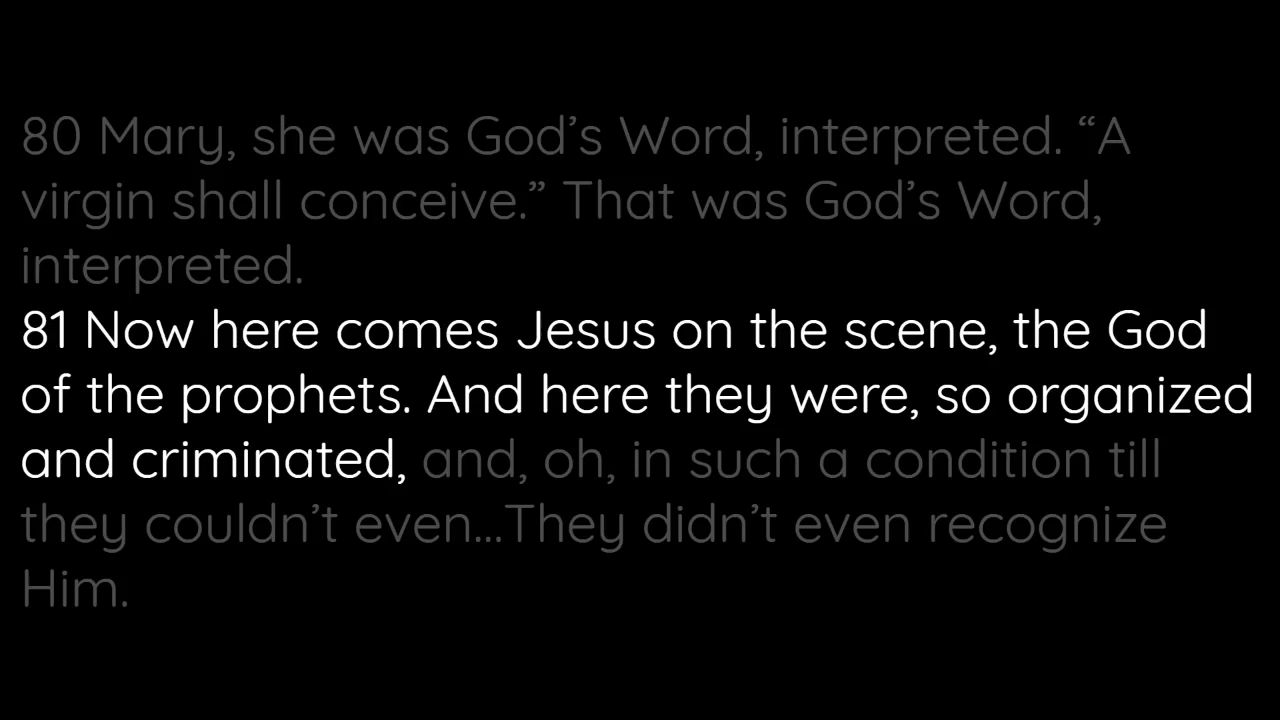 80 Mary, she was God’s Word, interpreted. “A
virgin shall conceive.” That was God’s Word,
interpreted.
81 Now here comes Jesus on the scene, the God
of the prophets. And here they were, so organized
and criminated, and, oh, in such a condition till
they couldn’t even...They didn’t even recognize
Him.